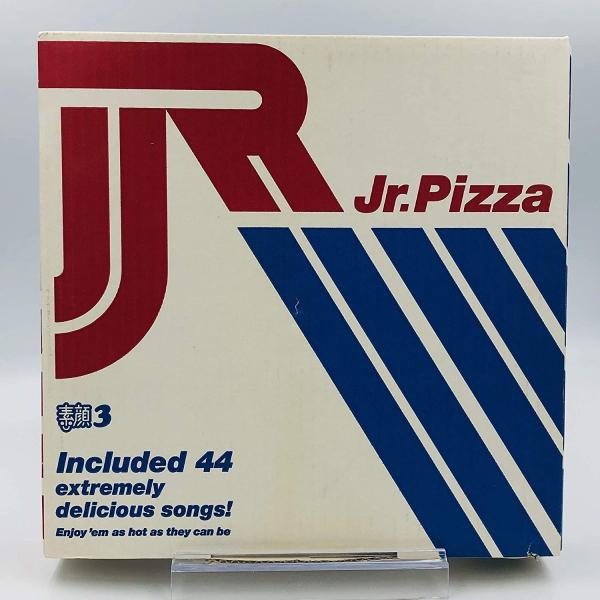 JR
Jr.Pizza
素顔3
Included 44
extremely
delicious songs!
Enjoy 'em as hot as they can be